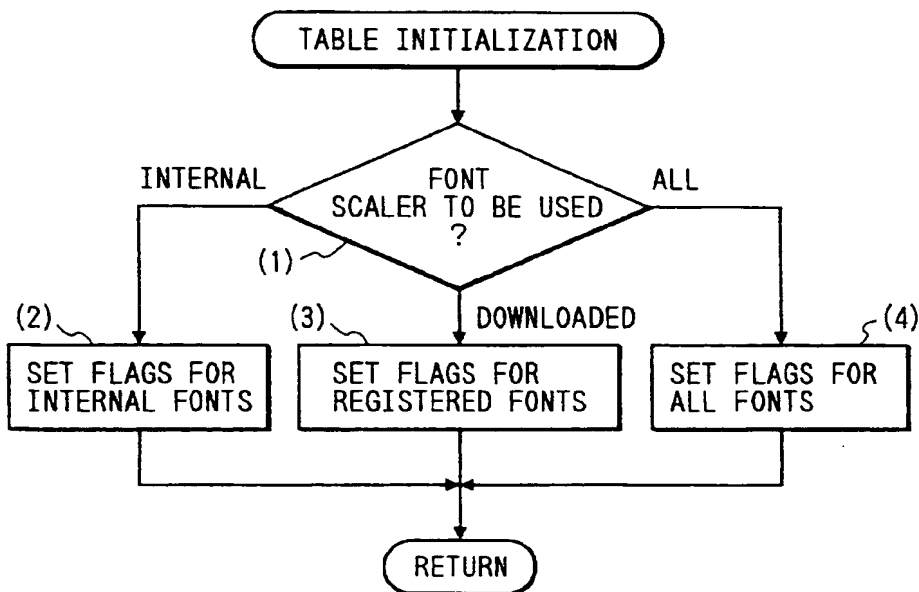 TABLE INITIALIZATION
INTERNAL
FONT
SCALER TO BE USED
?
ALL
(1)
DOWNLOADED
(2)
SET FLAGS FOR
INTERNAL FONTS
(3)
SET FLAGS FOR
REGISTERED FONTS
(4)
SET FLAGS FOR
ALL FONTS
RETURN